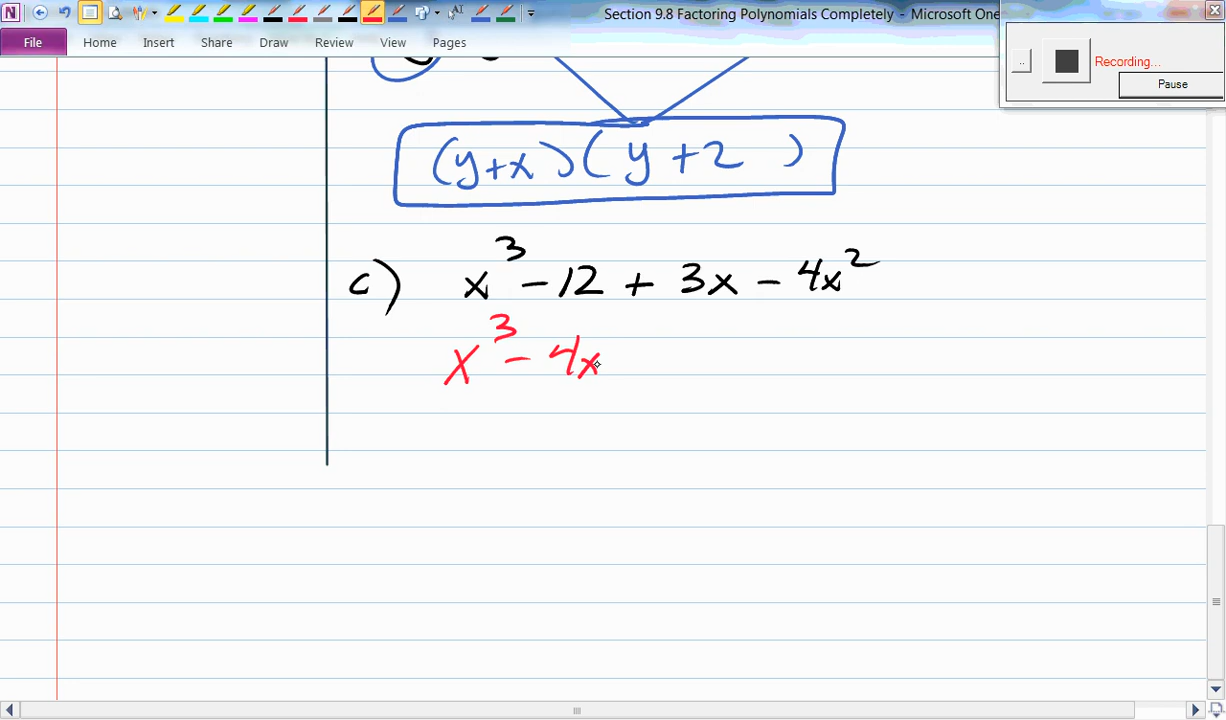 Section 9.8 Factoring Polynomials Completely - Microsoft One
File Home Insert Share Draw Review View Pages
..
Recording...
Pause
(y+x)(y+2)
c) x³ - 12 + 3x - 4x²
x³ - 4x